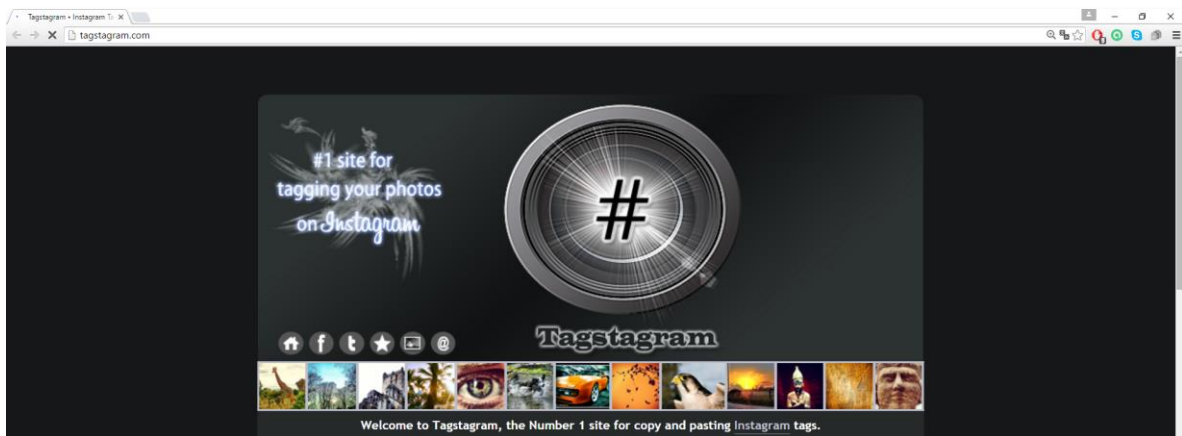 Tagstagram • Instagram Ta
tagstagram.com
#1 site for
tagging your photos
on Instagram
#
Tagstagram
Welcome to Tagstagram, the Number 1 site for copy and pasting Instagram tags.